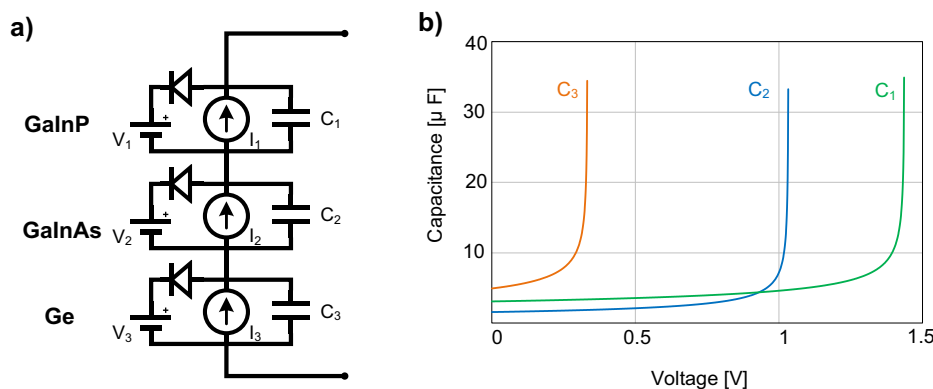 a)
GaInP
V₁
I₁
C₁
GaInAs
V₂
I₂
C₂
Ge
V₃
I₃
C₃
b)
Capacitance [µ F]
40
30
20
10
C₃
C₂
C₁
0
0.5
1
1.5
Voltage [V]